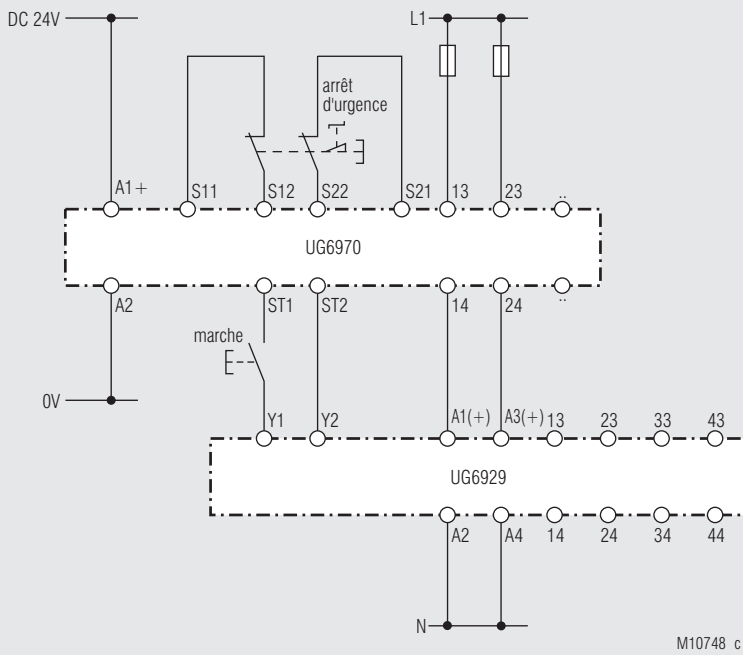 DC 24V
L1
arrêt
d'urgence
A1+ S11 S12 S22 S21 13 23 ..
UG6970
A2 ST1 ST2 14 24 ..
marche
0V
Y1 Y2 A1(+) A3(+) 13 23 33 43
UG6929
A2 A4 14 24 34 44
N
M10748 c